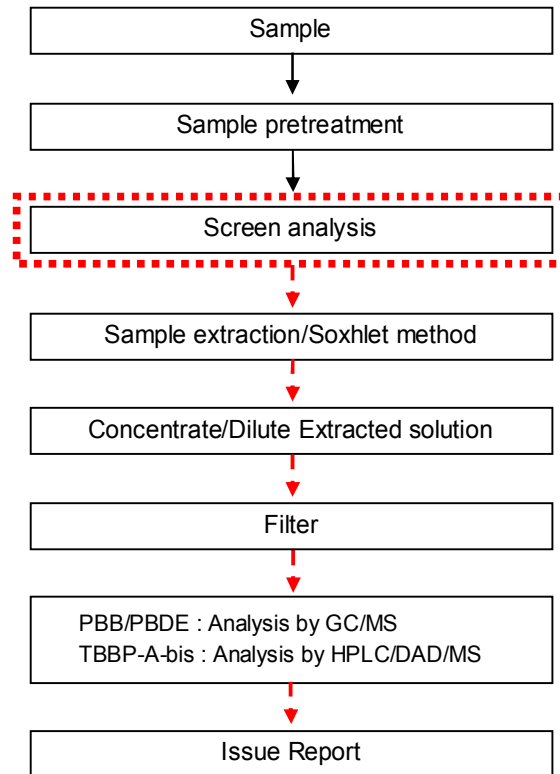 Sample
Sample pretreatment
Screen analysis
Sample extraction/Soxhlet method
Concentrate/Dilute Extracted solution
Filter
PBB/PBDE : Analysis by GC/MS
TBBP-A-bis : Analysis by HPLC/DAD/MS
Issue Report